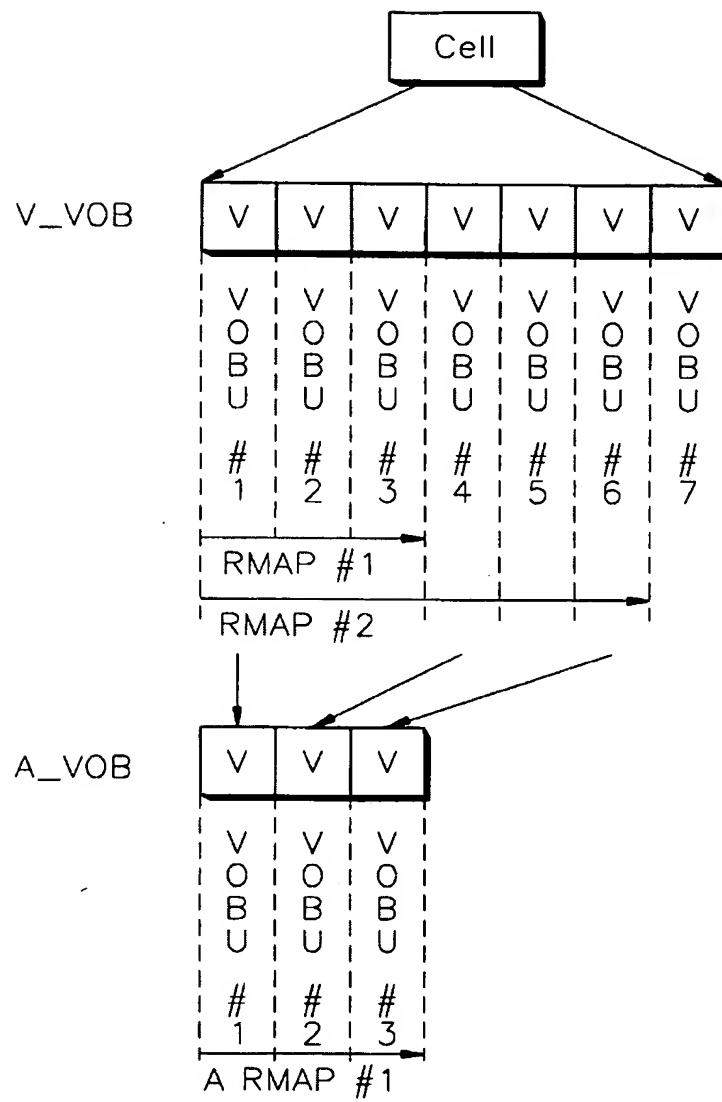 Cell
V_VOB
V V V V V V V
VOBU #1 VOBU #2 VOBU #3 VOBU #4 VOBU #5 VOBU #6 VOBU #7
RMAP #1
RMAP #2
A_VOB
V V V
VOBU #1 VOBU #2 VOBU #3
A RMAP #1